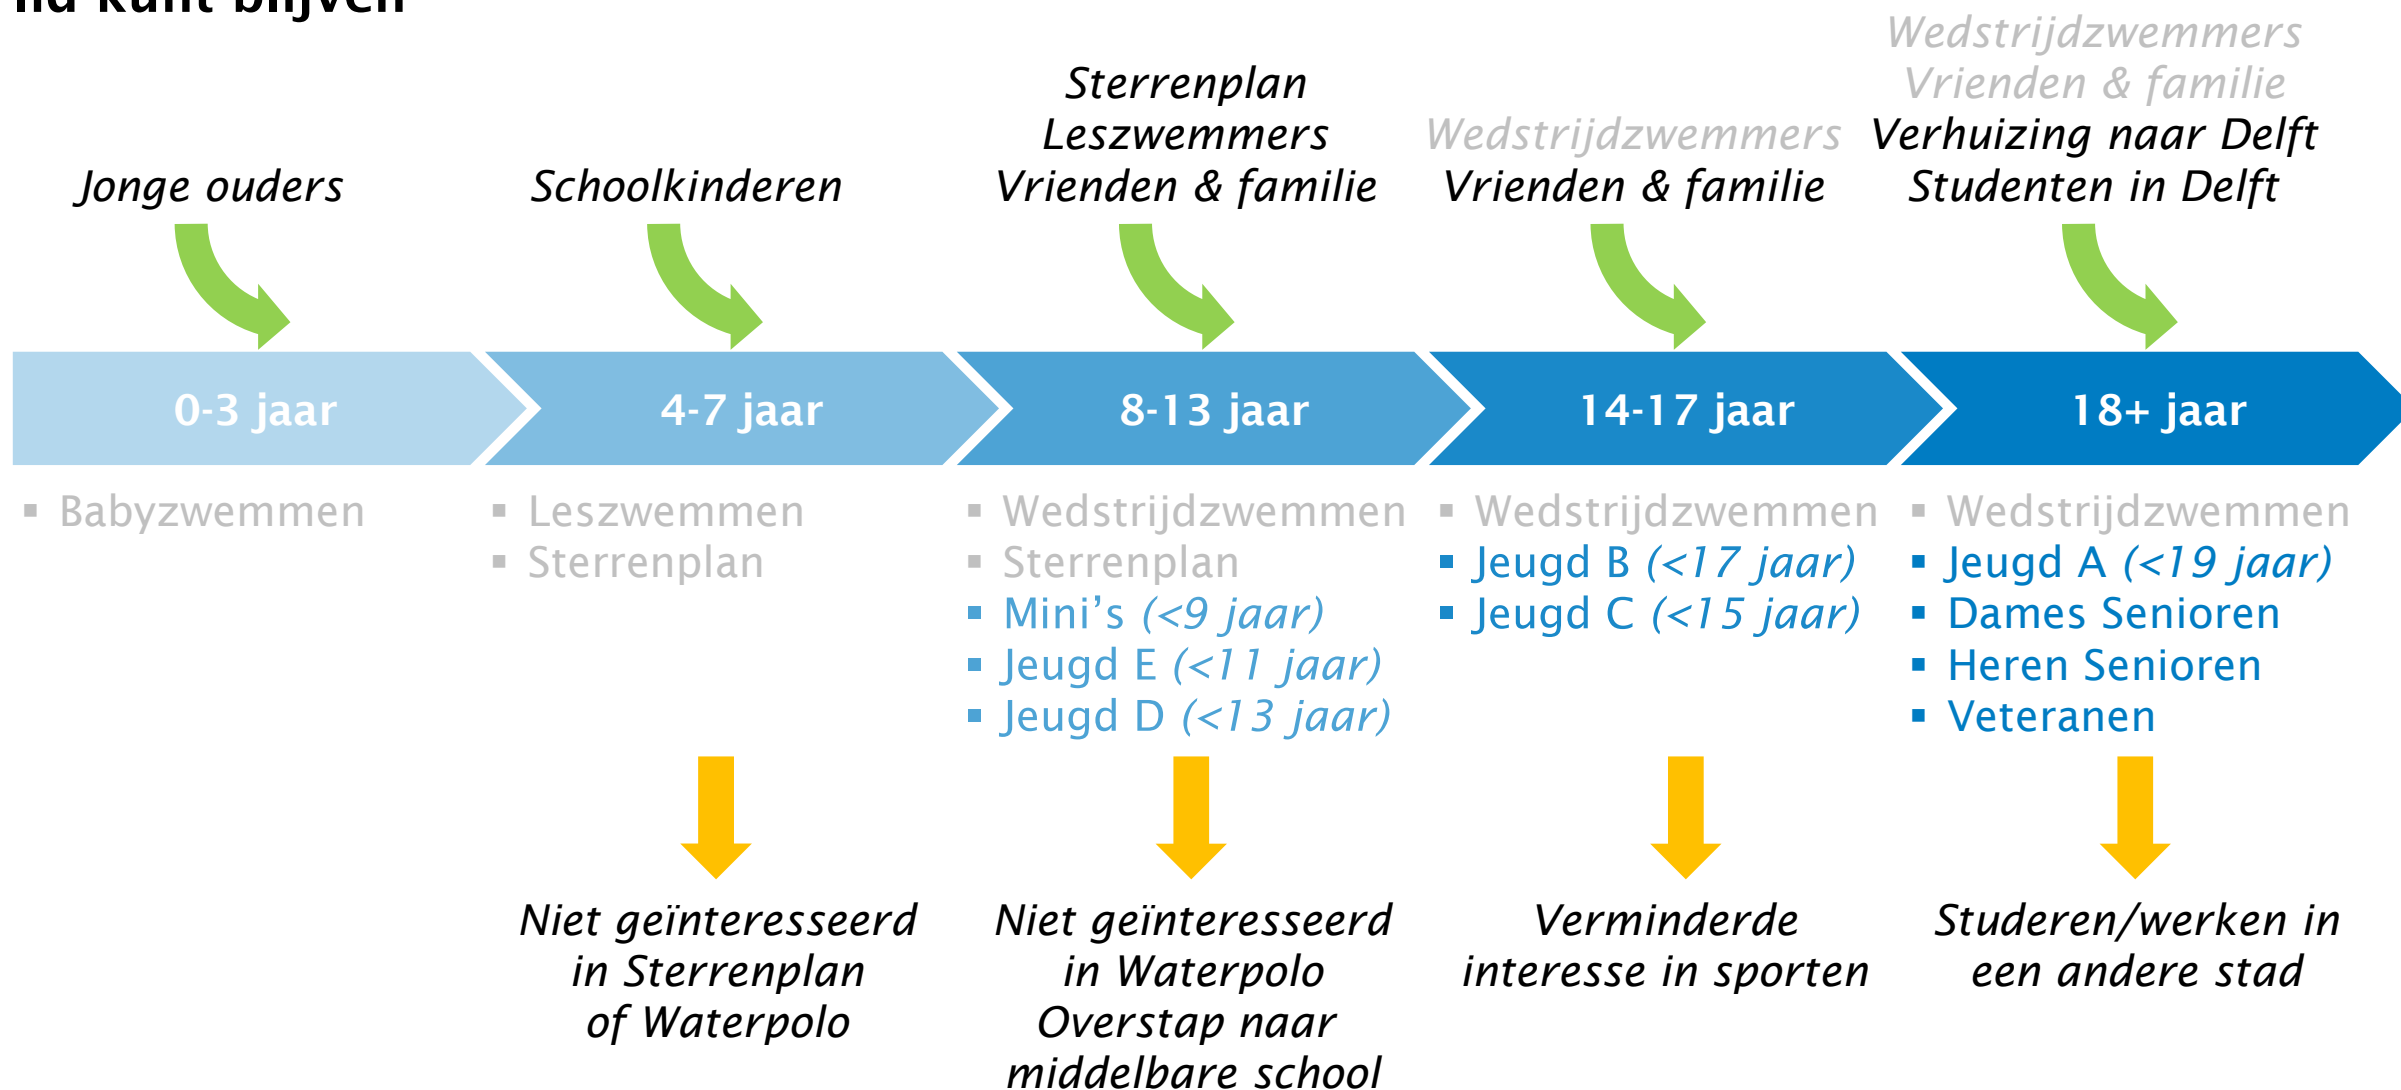 lid kunt blijven
Jonge ouders
Schoolkinderen
Sterrenplan
Leszwemmers
Vrienden & familie
Wedstrijdzwemmers
Vrienden & familie
Wedstrijdzwemmers
Vrienden & familie
Verhuizing naar Delft
Studenten in Delft
0-3 jaar
4-7 jaar
8-13 jaar
14-17 jaar
18+ jaar
▪ Babyzwemmen
▪ Leszwemmen
▪ Sterrenplan
▪ Wedstrijdzwemmen
▪ Sterrenplan
▪ Mini’s (<9 jaar)
▪ Jeugd E (<11 jaar)
▪ Jeugd D (<13 jaar)
▪ Wedstrijdzwemmen
▪ Jeugd B (<17 jaar)
▪ Jeugd C (<15 jaar)
▪ Wedstrijdzwemmen
▪ Jeugd A (<19 jaar)
▪ Dames Senioren
▪ Heren Senioren
▪ Veteranen
Niet geïnteresseerd
in Sterrenplan
of Waterpolo
Niet geïnteresseerd
in Waterpolo
Overstap naar
middelbare school
Verminderde
interesse in sporten
Studeren/werken in
een andere stad